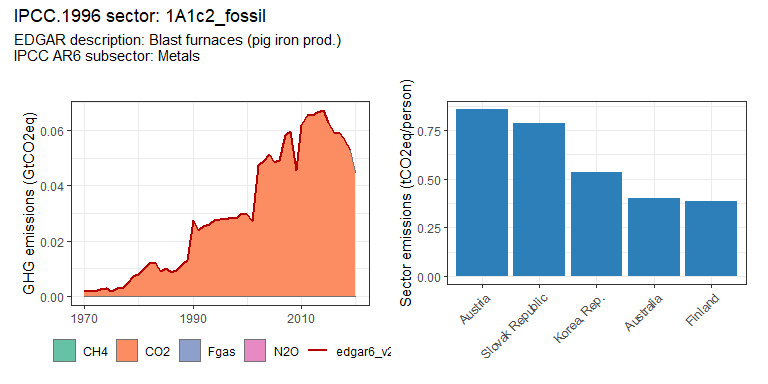 IPCC.1996 sector: 1A1c2_fossil
EDGAR description: Blast furnaces (pig iron prod.)
IPCC AR6 subsector: Metals
GHG emissions (GtCO2eq)
0.06
0.04
0.02
0.00
1970
1990
2010
CH4 CO2 Fgas N2O edgar6_v2
Sector emissions (tCO2eq/person)
0.75
0.50
0.25
0.00
Austria
Slovak Republic
Korea, Rep.
Australia
Finland